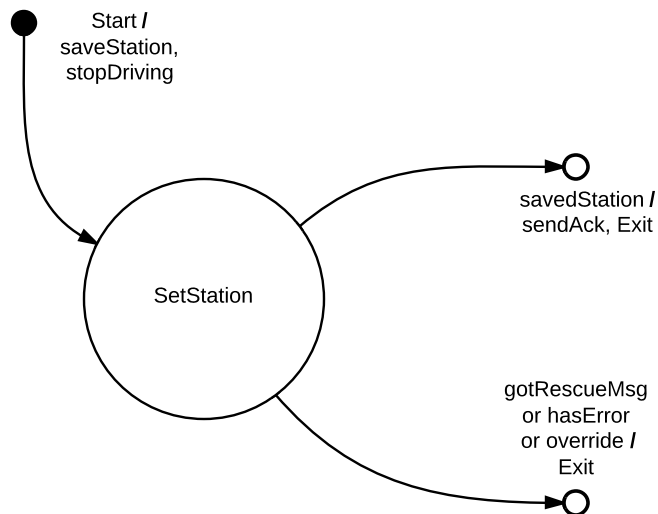 Start /
saveStation,
stopDriving
savedStation /
sendAck, Exit
SetStation
gotRescueMsg
or hasError
or override /
Exit